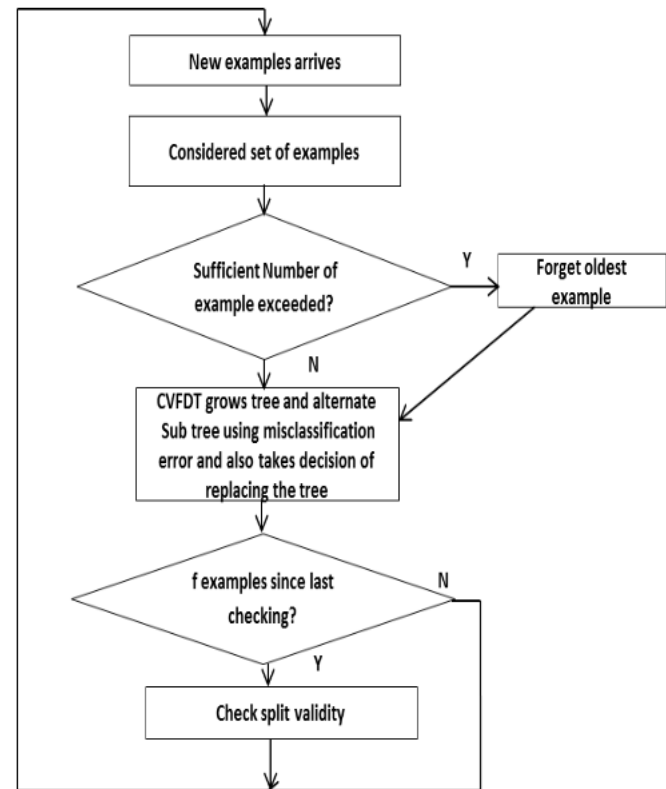 New examples arrives
Considered set of examples
Sufficient Number of
example exceeded?
Y
Forget oldest
example
N
CVFDT grows tree and alternate
Sub tree using misclassification
error and also takes decision of
replacing the tree
f examples since last
checking?
N
Y
Check split validity